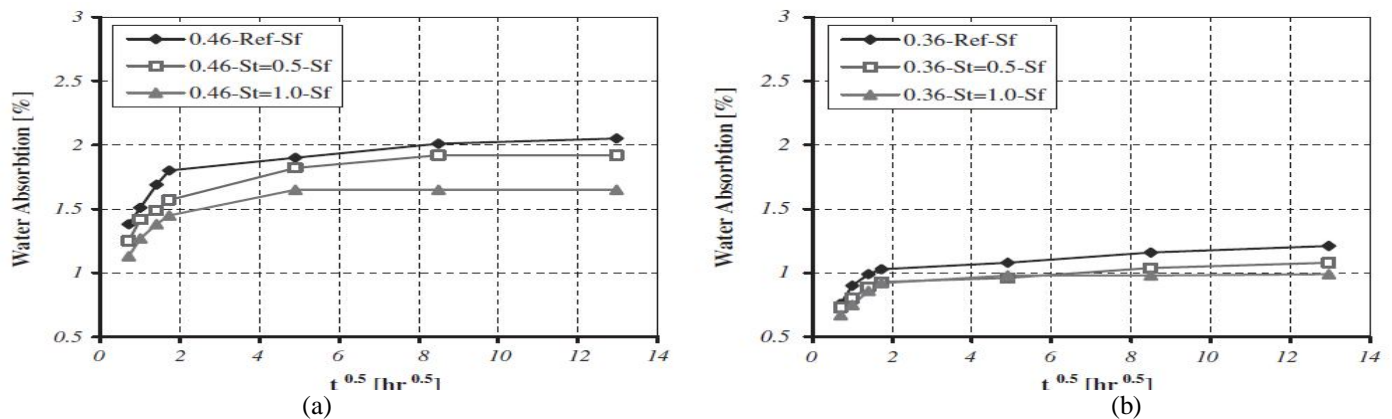 3
0.46-Ref-Sf
2.5
0.46-St=0.5-Sf
0.46-St=1.0-Sf
2
1.5
1
0.5
0 2 4 6 8 10 12 14
Water Absorbtion [%]
t 0.5 [hr 0.5]
(a)
3
0.36-Ref-Sf
2.5
0.36-St=0.5-Sf
0.36-St=1.0-Sf
2
1.5
1
0.5
0 2 4 6 8 10 12 14
Water Absorbtion [%]
t 0.5 [hr 0.5]
(b)